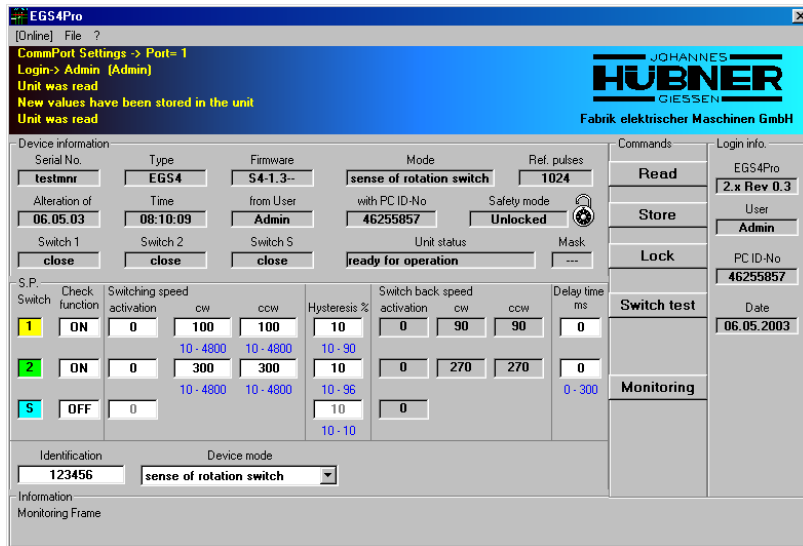 EGS4Pro
[Online] File ?
CommPort Settings -> Port= 1
Login-> Admin (Admin)
Unit was read
New values have been stored in the unit
Unit was read
JOHANNES
HÜBNER
GIESSEN
Fabrik elektrischer Maschinen GmbH
Device information
Serial No. Type Firmware Mode Ref. pulses
testmnr EGS4 S4-1.3-- sense of rotation switch 1024
Alteration of Time from User with PC ID-No Safety mode
06.05.03 08:10:09 Admin 46255857 Unlocked
Switch 1 Switch 2 Switch S Unit status Mask
close close close ready for operation ---
Commands
Read
Store
Lock
Switch test
Monitoring
Login info.
EGS4Pro
2.x Rev 0.3
User
Admin
PC ID-No
46255857
Date
06.05.2003
S.P. Switch Check function Switching speed Hysteresis % Switch back speed Delay time ms
activation cw ccw activation cw ccw
1 ON 0 100 100 10 0 90 90 0
10 - 4800 10 - 4800 10 - 90
2 ON 0 300 300 10 0 270 270 0
10 - 4800 10 - 4800 10 - 96 0 - 300
S OFF 0 10 0
10 - 10
Identification Device mode
123456 sense of rotation switch
Information
Monitoring Frame